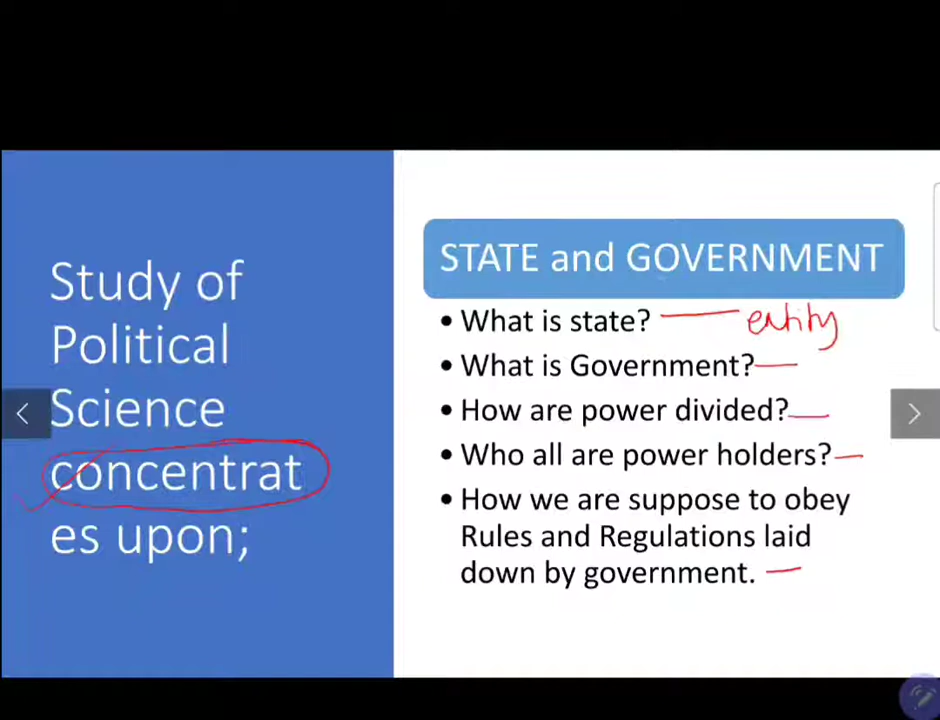 Study of
Political
Science
concentrat
es upon;
STATE and GOVERNMENT
• What is state? entity
• What is Government?
• How are power divided?
• Who all are power holders?
• How we are suppose to obey
Rules and Regulations laid
down by government.